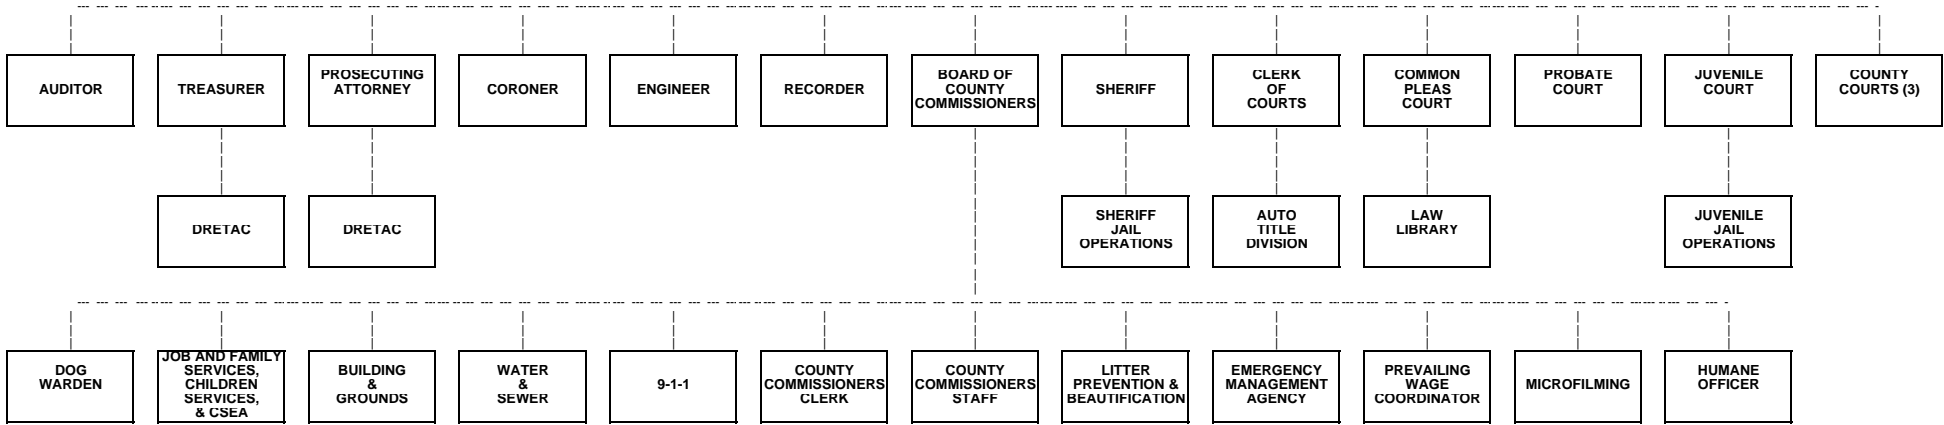 AUDITOR
TREASURER
PROSECUTING
ATTORNEY
CORONER
ENGINEER
RECORDER
BOARD OF
COUNTY
COMMISSIONERS
SHERIFF
CLERK
OF
COURTS
COMMON
PLEAS
COURT
PROBATE
COURT
JUVENILE
COURT
COUNTY
COURTS (3)
DRETAC
DRETAC
SHERIFF
JAIL
OPERATIONS
AUTO
TITLE
DIVISION
LAW
LIBRARY
JUVENILE
JAIL
OPERATIONS
DOG
WARDEN
JOB AND FAMILY
SERVICES,
CHILDREN
SERVICES,
& CSEA
BUILDING
&
GROUNDS
WATER
&
SEWER
9-1-1
COUNTY
COMMISSIONERS
CLERK
COUNTY
COMMISSIONERS
STAFF
LITTER
PREVENTION &
BEAUTIFICATION
EMERGENCY
MANAGEMENT
AGENCY
PREVAILING
WAGE
COORDINATOR
MICROFILMING
HUMANE
OFFICER